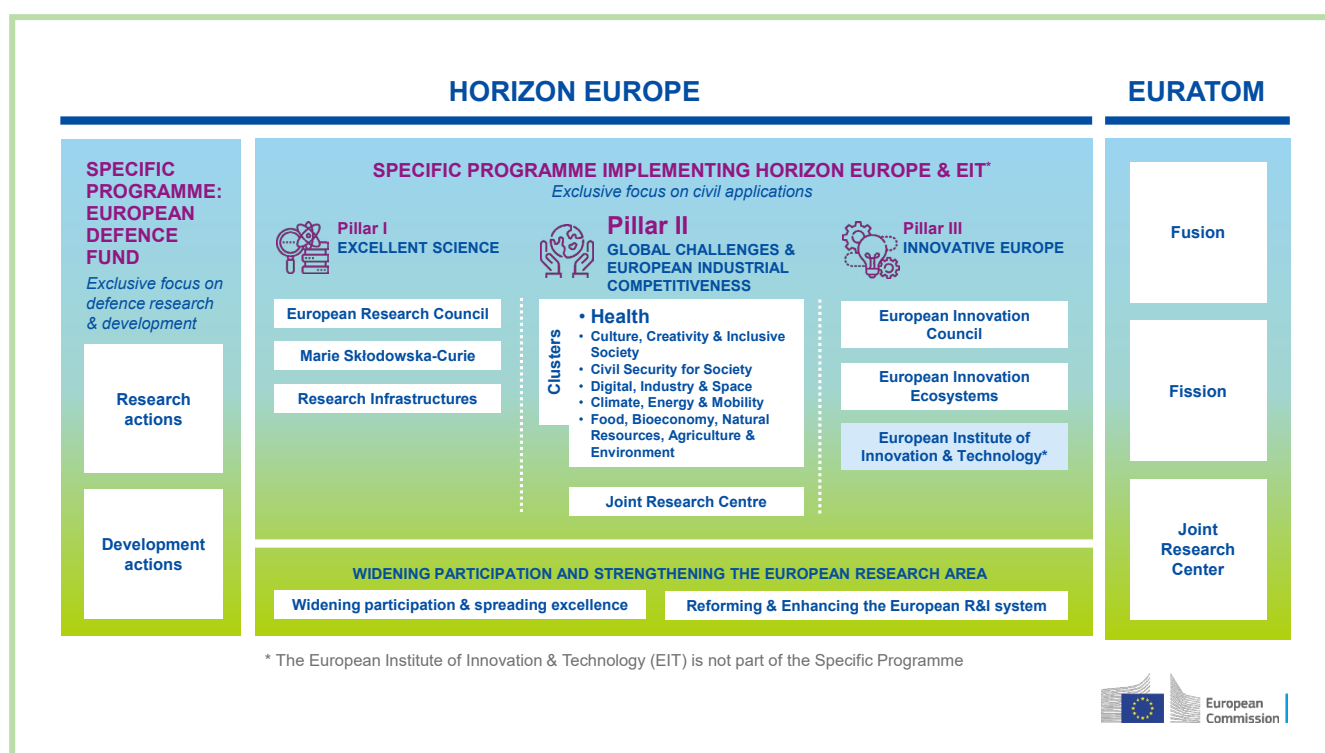 HORIZON EUROPE
EURATOM
SPECIFIC
PROGRAMME:
EUROPEAN
DEFENCE
FUND
Exclusive focus on
defence research
& development
Research
actions
Development
actions
SPECIFIC PROGRAMME IMPLEMENTING HORIZON EUROPE & EIT*
Exclusive focus on civil applications
Pillar I
EXCELLENT SCIENCE
European Research Council
Marie Skłodowska-Curie
Research Infrastructures
Pillar II
GLOBAL CHALLENGES &
EUROPEAN INDUSTRIAL
COMPETITIVENESS
Clusters
• Health
• Culture, Creativity & Inclusive
Society
• Civil Security for Society
• Digital, Industry & Space
• Climate, Energy & Mobility
• Food, Bioeconomy, Natural
Resources, Agriculture &
Environment
Joint Research Centre
Pillar III
INNOVATIVE EUROPE
European Innovation
Council
European Innovation
Ecosystems
European Institute of
Innovation & Technology*
WIDENING PARTICIPATION AND STRENGTHENING THE EUROPEAN RESEARCH AREA
Widening participation & spreading excellence
Reforming & Enhancing the European R&I system
Fusion
Fission
Joint
Research
Center
* The European Institute of Innovation & Technology (EIT) is not part of the Specific Programme
European
Commission